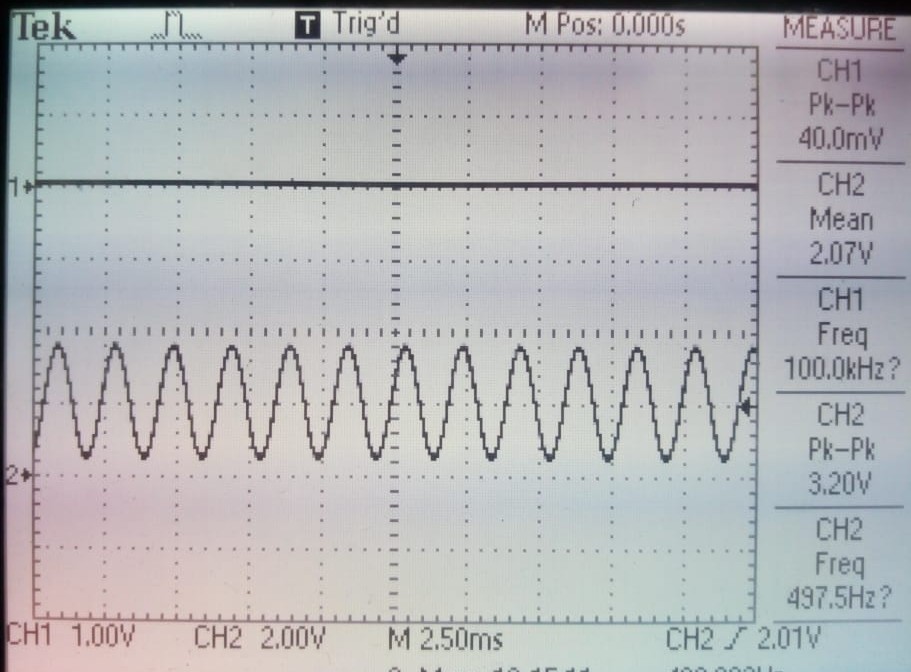 Tek T Trig'd M Pos: 0.000s MEASURE
CH1
Pk-Pk
40.0mV
1
CH2
Mean
2.07V
CH1
Freq
100.0kHz?
CH2
Pk-Pk
3.20V
2
CH2
Freq
497.5Hz?
CH1 1.00V CH2 2.00V M 2.50ms CH2 2.01V